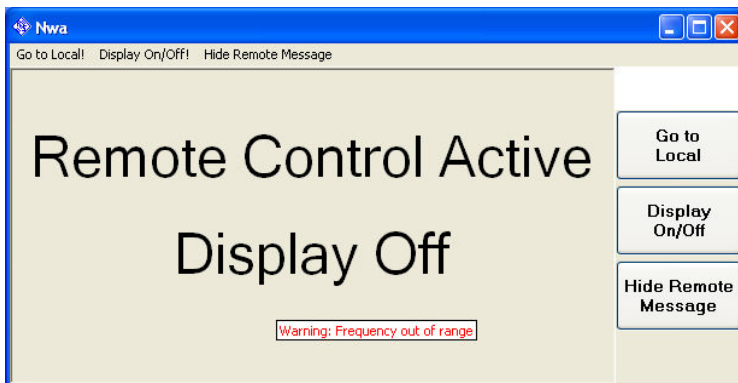 Nwa
Go to Local! Display On/Off! Hide Remote Message
Remote Control Active
Display Off
Warning: Frequency out of range
Go to
Local
Display
On/Off
Hide Remote
Message